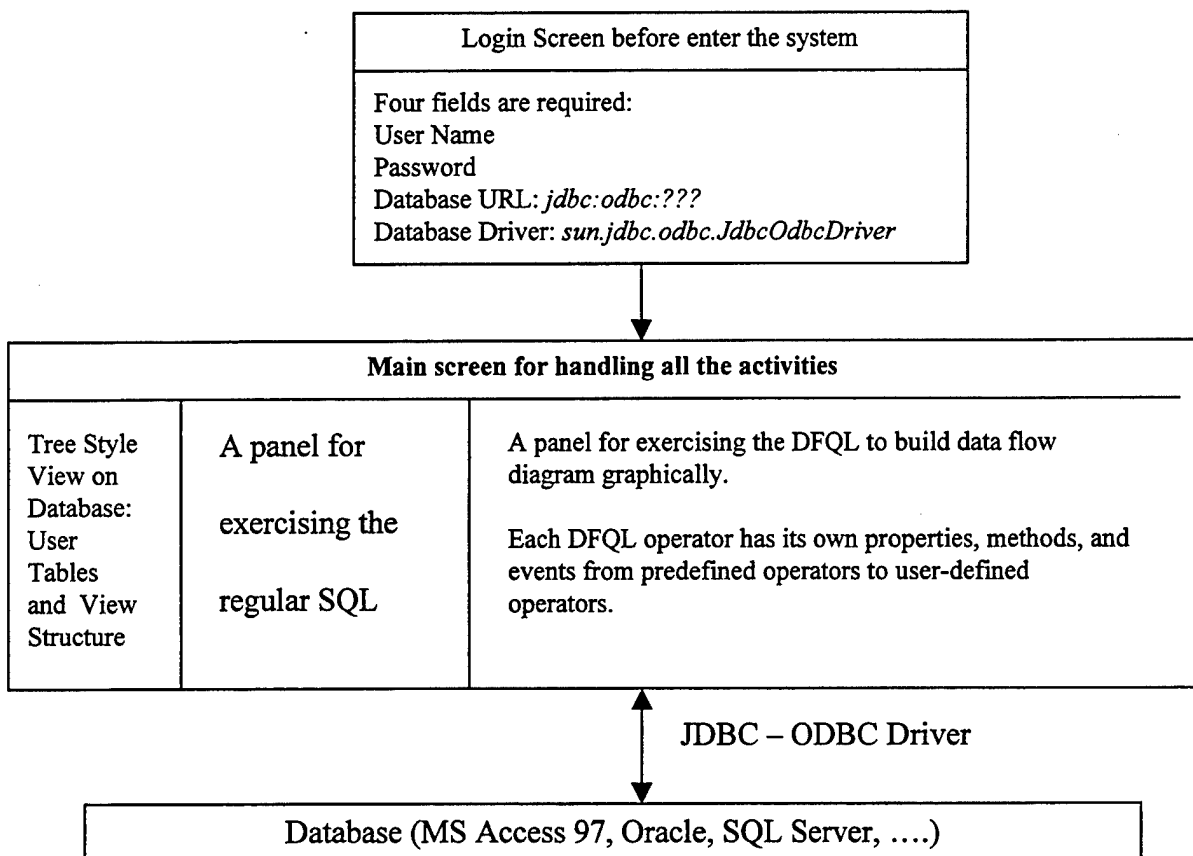 Login Screen before enter the system
Four fields are required:
User Name
Password
Database URL: jdbc:odbc:???
Database Driver: sun.jdbc.odbc.JdbcOdbcDriver
Main screen for handling all the activities
Tree Style
View on
Database:
User
Tables
and View
Structure
A panel for
exercising the
regular SQL
A panel for exercising the DFQL to build data flow
diagram graphically.
Each DFQL operator has its own properties, methods, and
events from predefined operators to user-defined
operators.
JDBC – ODBC Driver
Database (MS Access 97, Oracle, SQL Server, ….)